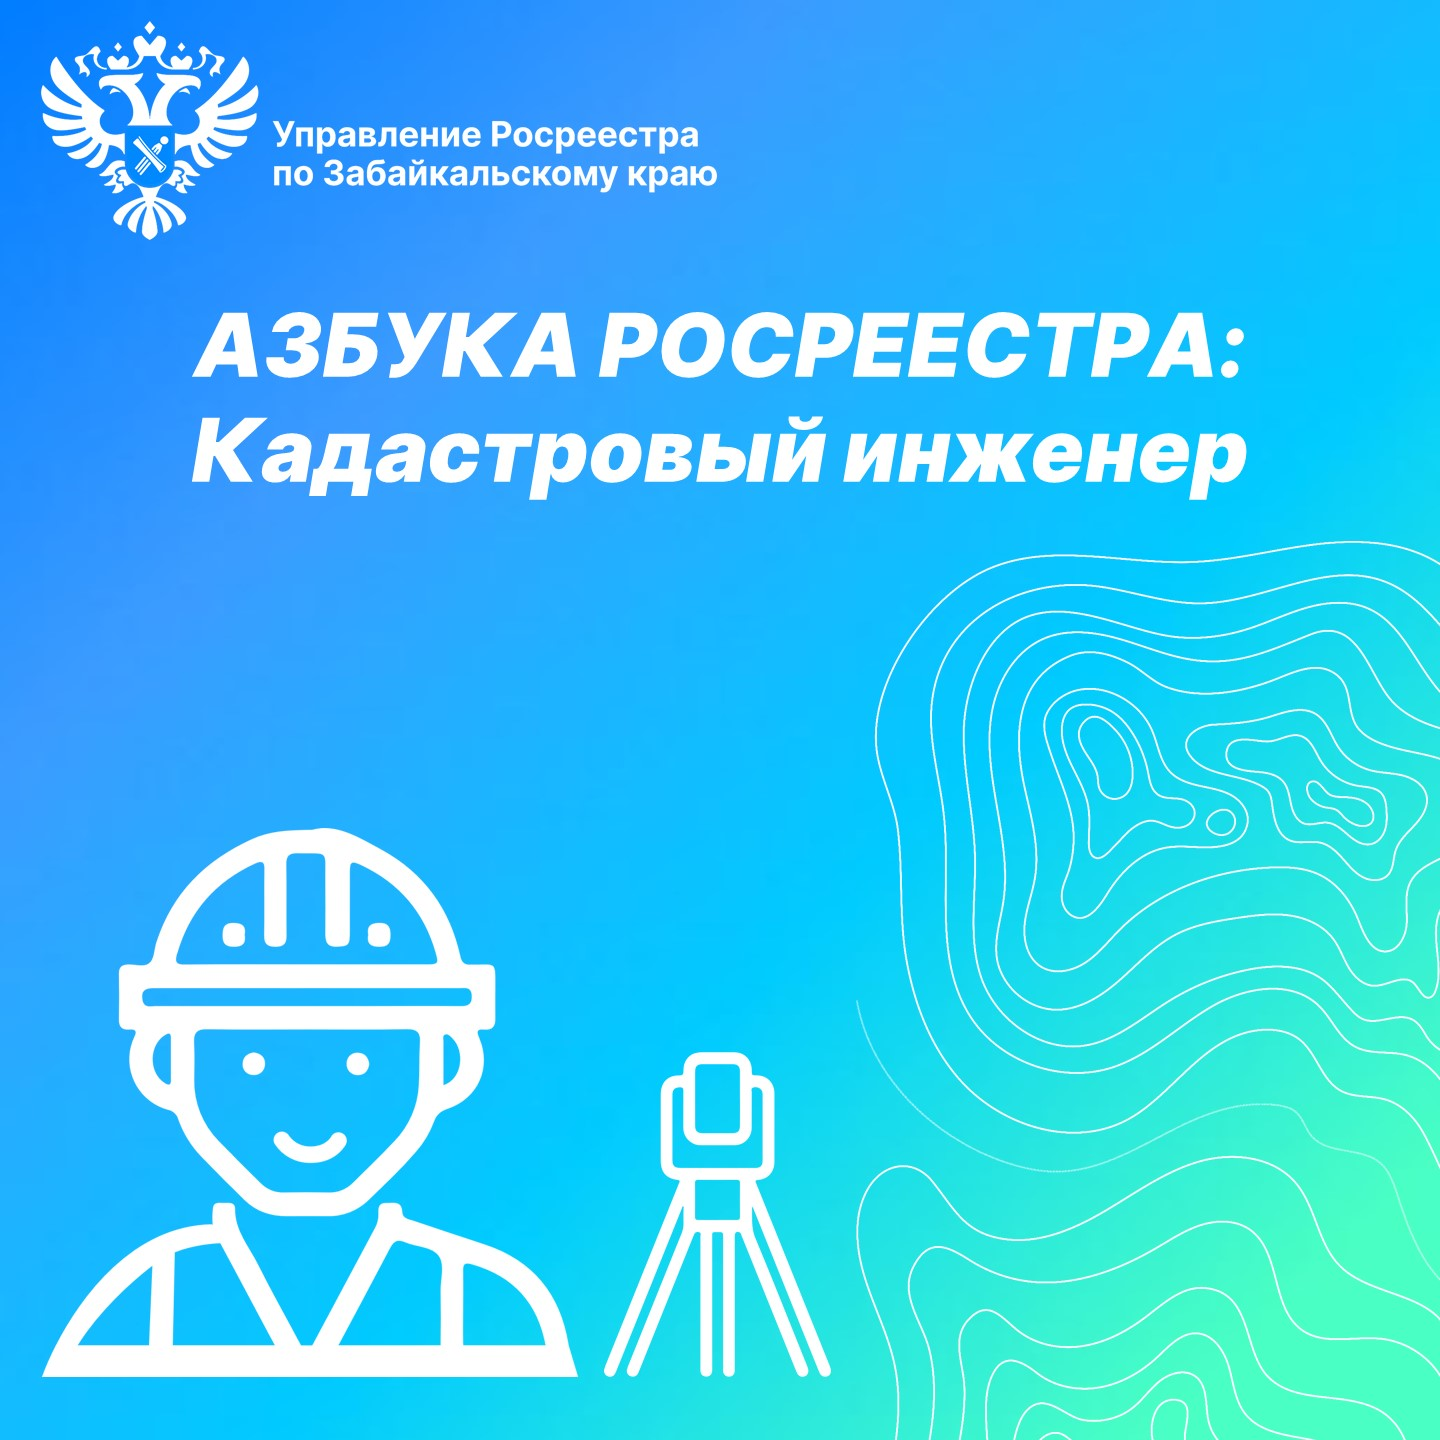 Управление Росреестра
по Забайкальскому краю
АЗБУКА РОСРЕЕСТРА:
Кадастровый инженер